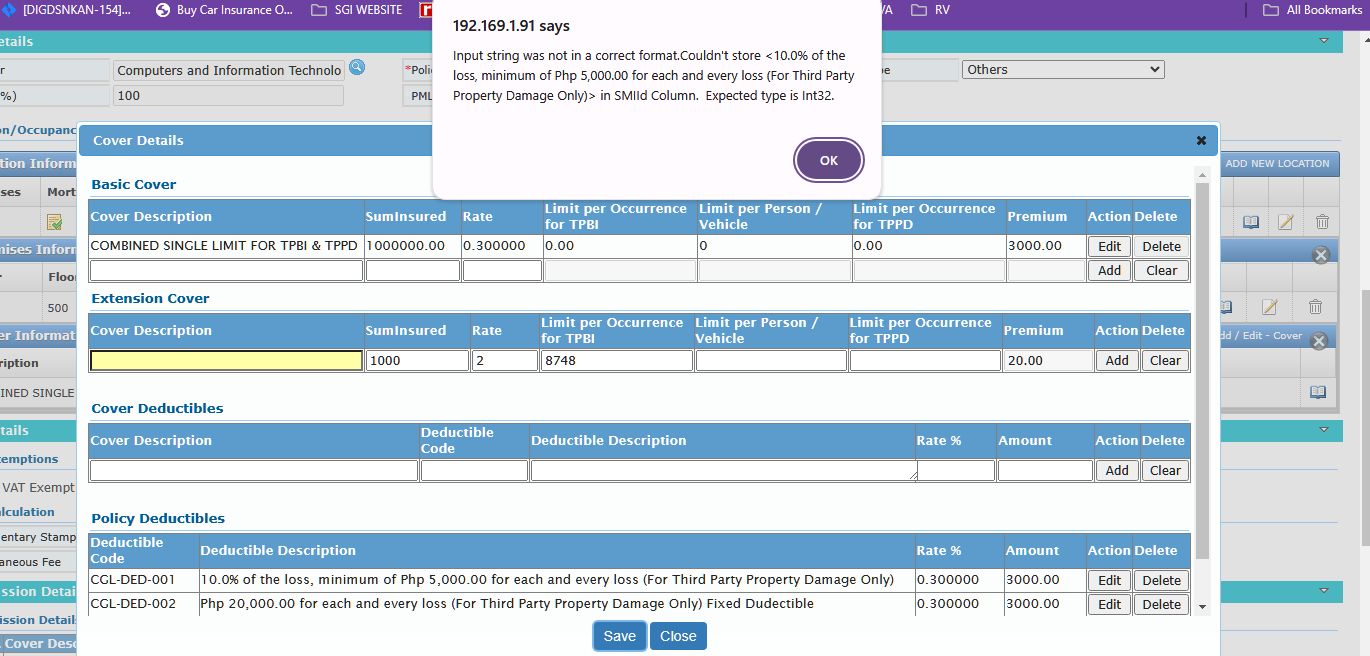 [DIGDSNKAN-154]...
Buy Car Insurance O...
SGI WEBSITE
RV
All Bookmarks
192.169.1.91 says
Input string was not in a correct format.Couldn't store <10.0% of the
loss, minimum of Php 5,000.00 for each and every loss (For Third Party
Property Damage Only)> in SMIId Column.  Expected type is Int32.
OK
etails
r
Computers and Information Technolo
*Poli
pe
Others
%)
100
PML
on/Occupanc
Cover Details
tion Inform
ADD NEW LOCATION
ses
Mort
mises Inform
r
Floo
500
er Informat
dd / Edit - Cover
ription
INED SINGLE
tails
emptions
VAT Exempt
lculation
entary Stamp
aneous Fee
ssion Detai
ission Detail
Cover Desc
Basic Cover
Cover Description SumInsured Rate Limit per Occurrence for TPBI Limit per Person / Vehicle Limit per Occurrence for TPPD Premium Action Delete
COMBINED SINGLE LIMIT FOR TPBI & TPPD 1000000.00 0.300000 0.00 0 0.00 3000.00 Edit Delete
Add Clear
Extension Cover
Cover Description SumInsured Rate Limit per Occurrence for TPBI Limit per Person / Vehicle Limit per Occurrence for TPPD Premium Action Delete
1000 2 8748 20.00 Add Clear
Cover Deductibles
Cover Description Deductible Code Deductible Description Rate % Amount Action Delete
Add Clear
Policy Deductibles
Deductible Code Deductible Description Rate % Amount Action Delete
CGL-DED-001 10.0% of the loss, minimum of Php 5,000.00 for each and every loss (For Third Party Property Damage Only) 0.300000 3000.00 Edit Delete
CGL-DED-002 Php 20,000.00 for each and every loss (For Third Party Property Damage Only) Fixed Dudectible 0.300000 3000.00 Edit Delete
Save Close